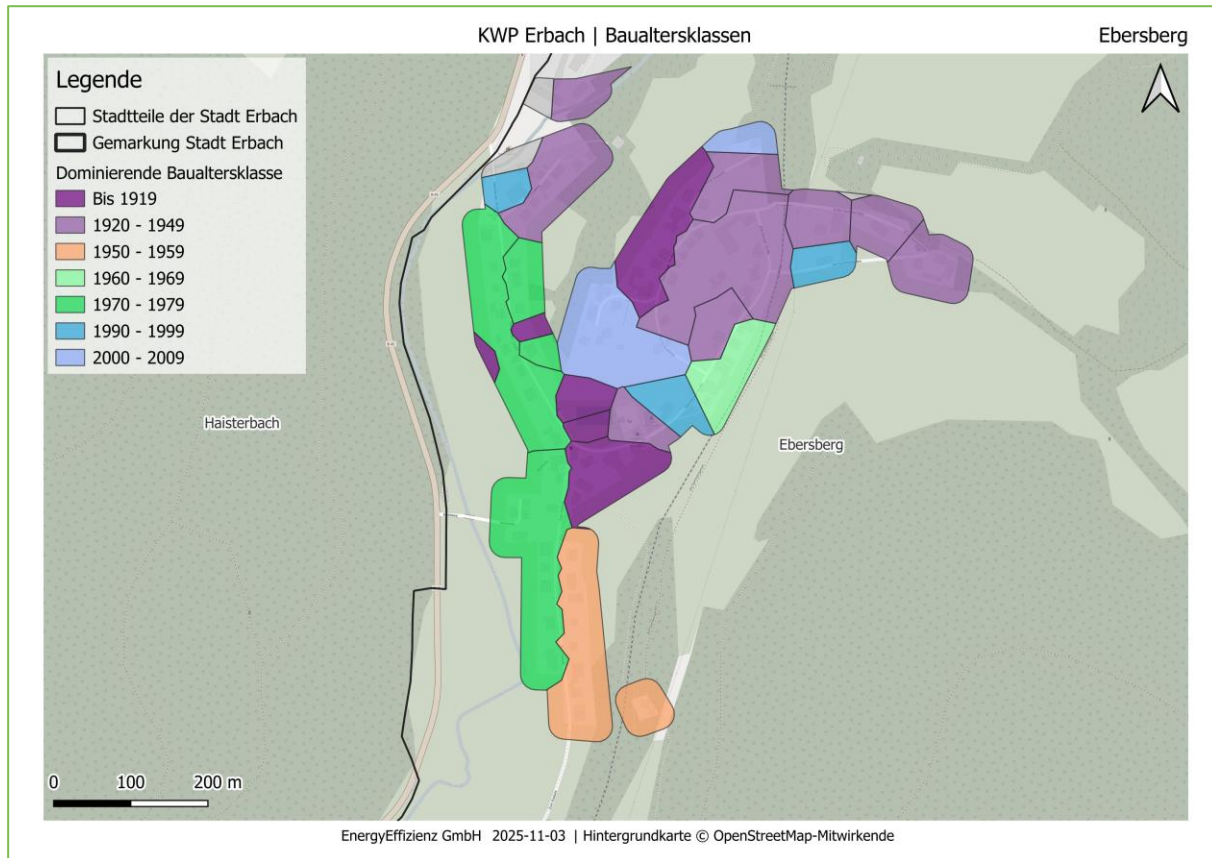 KWP Erbach | Baualtersklassen
Ebersberg
Legende
Stadtteile der Stadt Erbach
Gemarkung Stadt Erbach
Dominierende Baualtersklasse
Bis 1919
1920 - 1949
1950 - 1959
1960 - 1969
1970 - 1979
1990 - 1999
2000 - 2009
Haisterbach
Ebersberg
0 100 200 m
EnergyEffizienz GmbH 2025-11-03 | Hintergrundkarte © OpenStreetMap-Mitwirkende